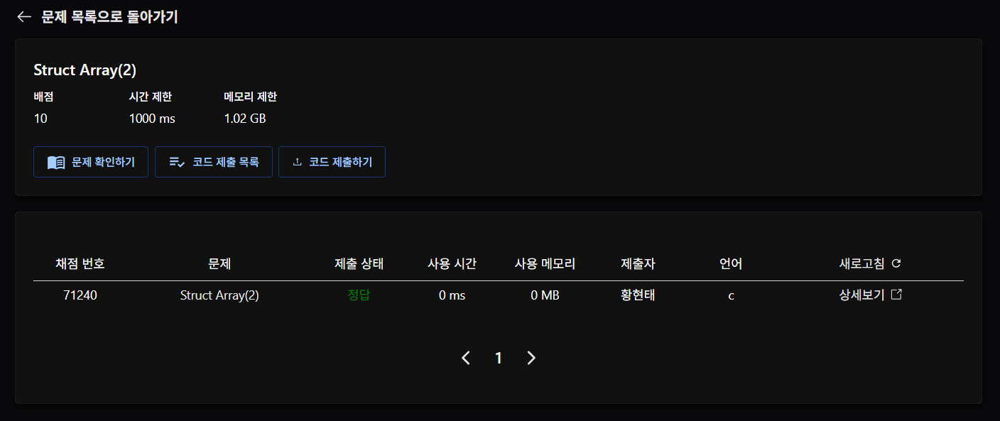 문제 목록으로 돌아가기
Struct Array(2)
배점 시간 제한 메모리 제한
10 1000 ms 1.02 GB
문제 확인하기 코드 제출 목록 코드 제출하기
채점 번호 문제 제출 상태 사용 시간 사용 메모리 제출자 언어 새로고침
71240 Struct Array(2) 정답 0 ms 0 MB 황현태 c 상세보기
1